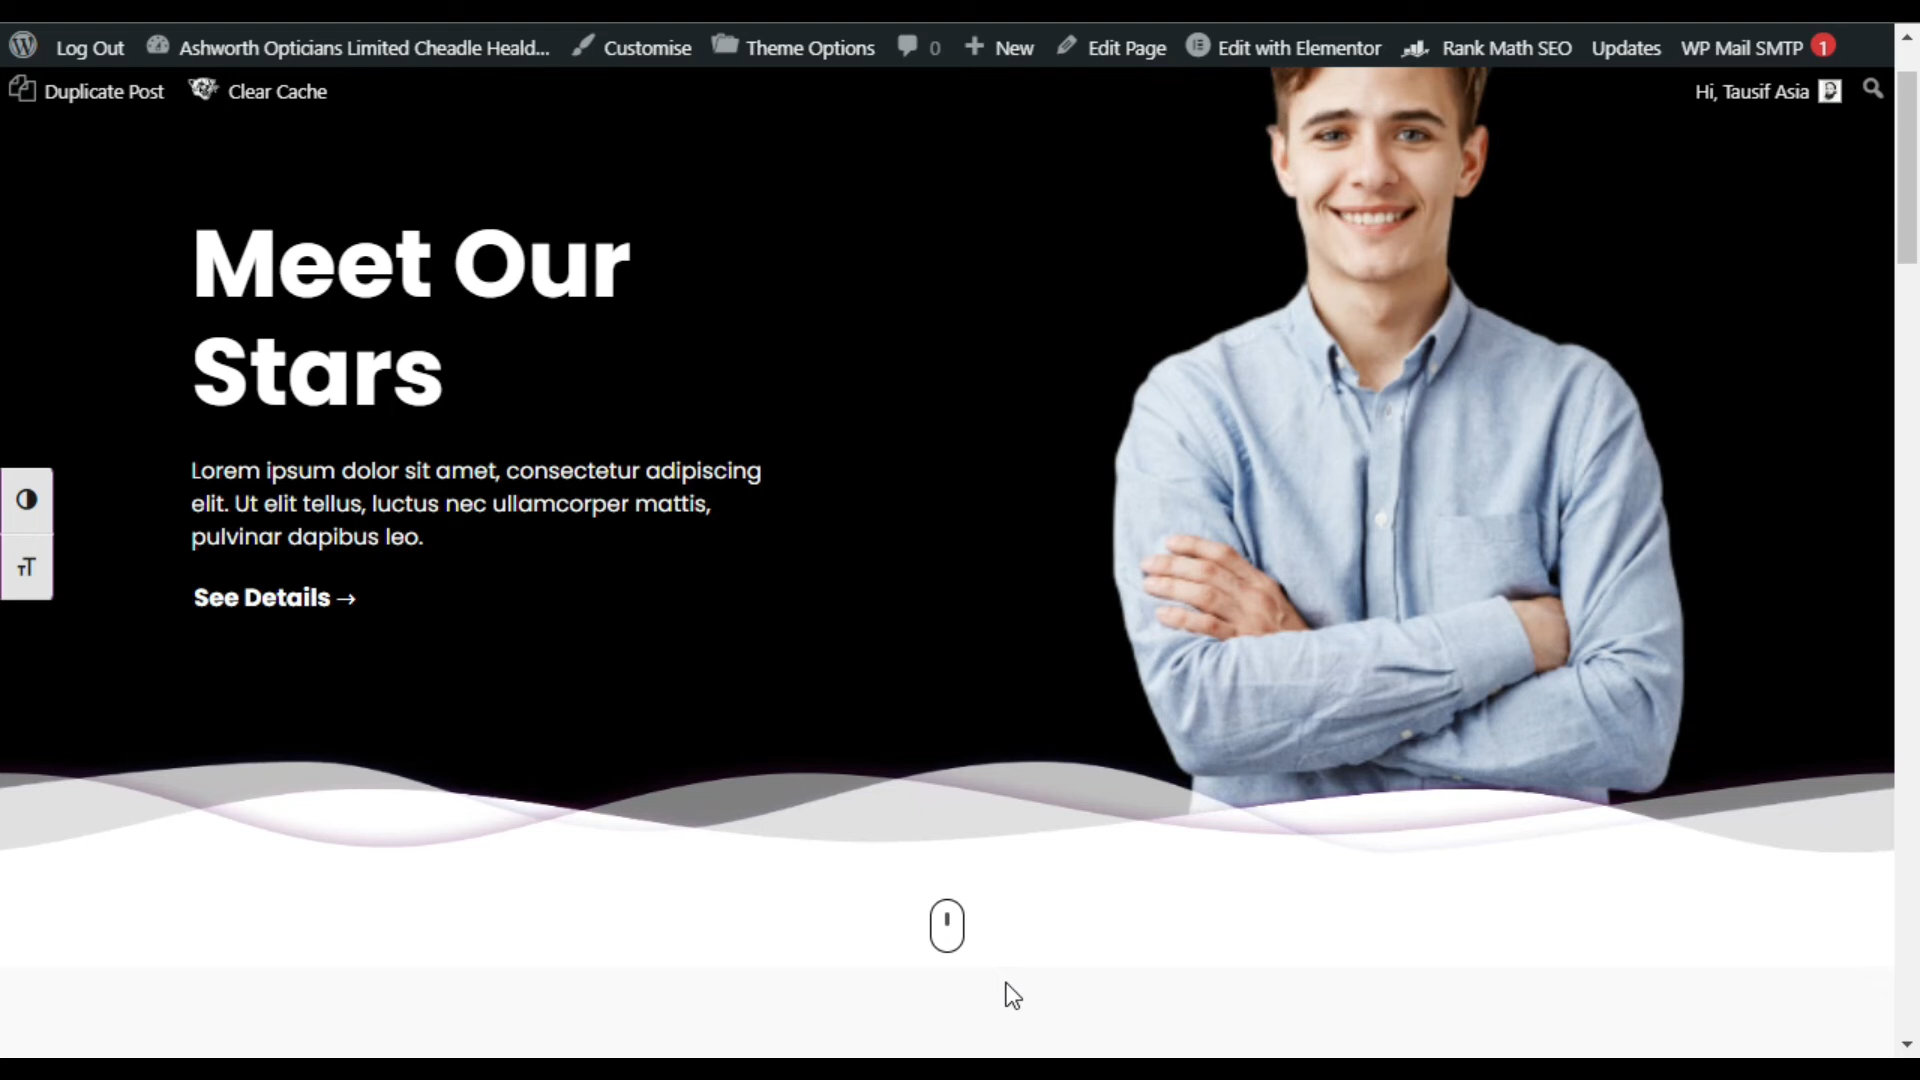 Log Out Ashworth Opticians Limited Cheadle Heald... Customise Theme Options 0 New Edit Page Edit with Elementor Rank Math SEO Updates WP Mail SMTP 1
Duplicate Post Clear Cache Hi, Tausif Asia
Meet Our
Stars
Lorem ipsum dolor sit amet, consectetur adipiscing
elit. Ut elit tellus, luctus nec ullamcorper mattis,
pulvinar dapibus leo.
See Details →
TT